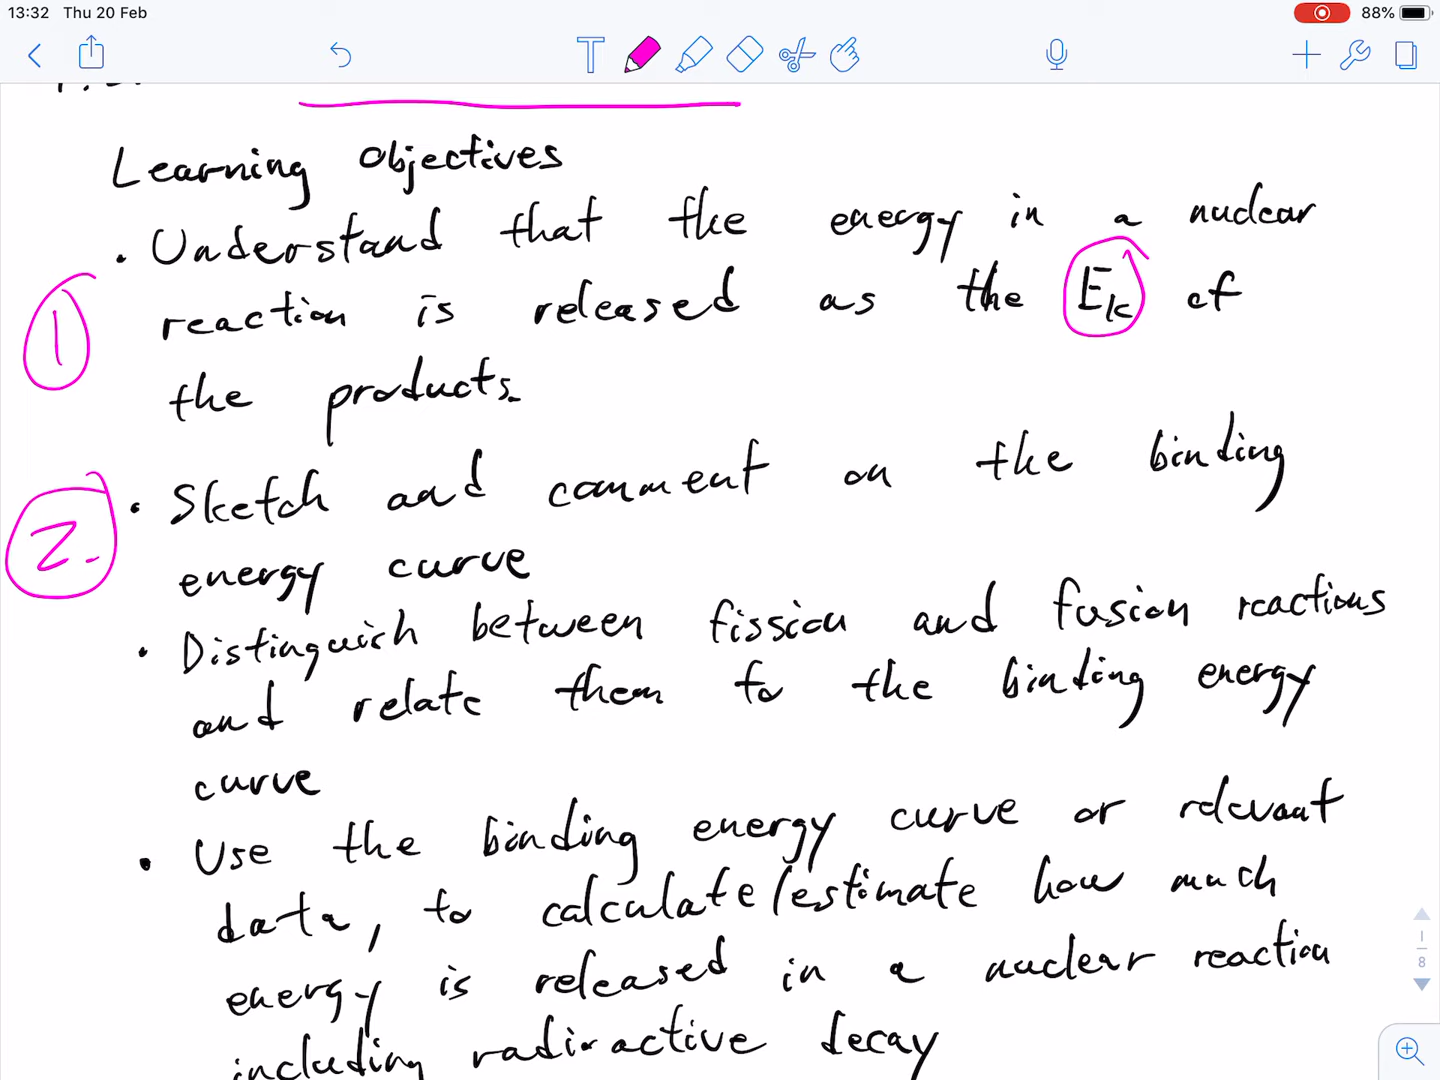 13:32 Thu 20 Feb
88%
T
Learning Objectives
• Understand that the energy in a nuclear
1
reaction is released as the Ek of
the products.
2.
• Sketch and comment on the binding
energy curve
• Distinguish between fission and fusion reactions
and relate them to the binding energy
curve
• Use the binding energy curve or relevant
data, to calculate/estimate how much
energy is released in a nuclear reaction
including radioactive decay
1
8